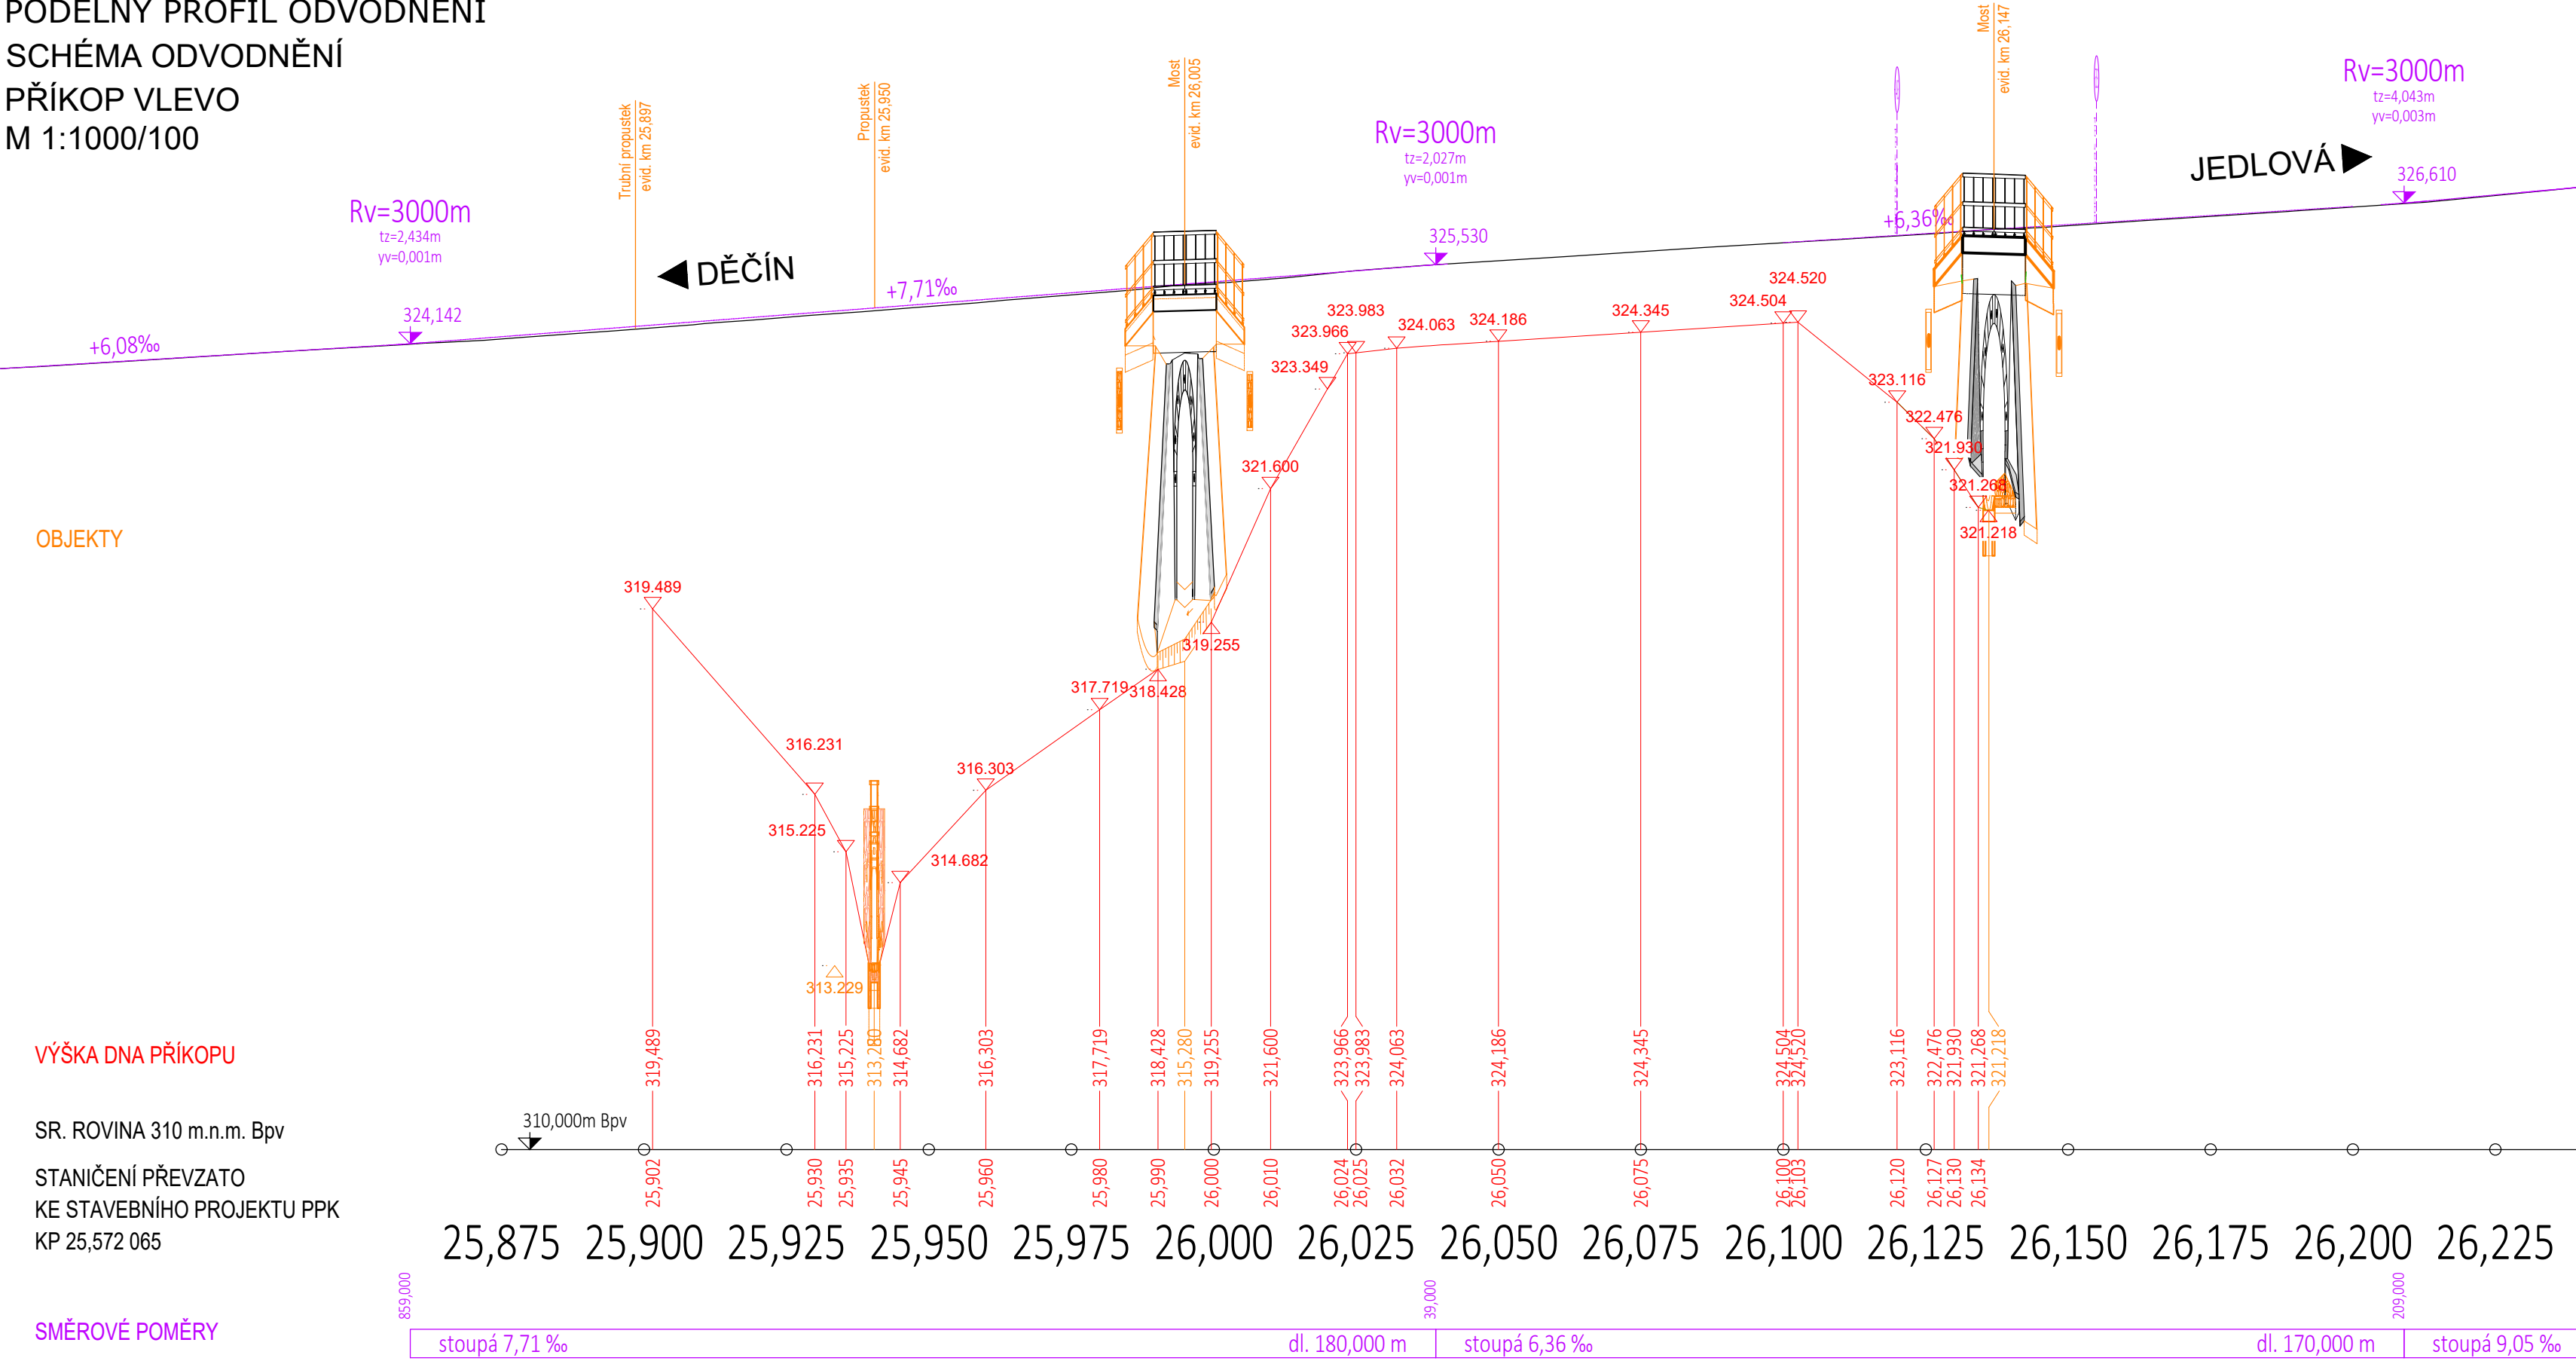 PODÉLNÝ PROFIL ODVODNĚNÍ
SCHÉMA ODVODNĚNÍ
PŘÍKOP VLEVO
M 1:1000/100
Trubní propustek
evid. km 25,897
Propustek
evid. km 25,950
Most
evid. km 26,005
Most
evid. km 26,147
Rv=3000m
tz=2,434m
yv=0,001m
Rv=3000m
tz=2,027m
yv=0,001m
Rv=3000m
tz=4,043m
yv=0,003m
DĚČÍN
JEDLOVÁ
+6,08‰
324,142
+7,71‰
325,530
+6,36‰
326,610
319.489
316.231
315.225
313.229
314.682
316.303
317.719
318.428
319.255
321.600
323.349
323.966
323.983
324.063
324.186
324.345
324.504
324.520
323.116
322.476
321.930
321.268
321.218
OBJEKTY
VÝŠKA DNA PŘÍKOPU
319,489
316,231
315,225
313,280
314,682
316,303
317,719
318,428
315,280
319,255
321,600
323,966
323,983
324,063
324,186
324,345
324,504
324,520
323,116
322,476
321,930
321,268
321,218
SR. ROVINA 310 m.n.m. Bpv
310,000m Bpv
STANIČENÍ PŘEVZATO
KE STAVEBNÍHO PROJEKTU PPK
KP 25,572 065
25,902
25,930
25,935
25,945
25,960
25,980
25,990
26,000
26,010
26,024
26,025
26,032
26,050
26,075
26,100
26,103
26,120
26,127
26,130
26,134
25,875 25,900 25,925 25,950 25,975 26,000 26,025 26,050 26,075 26,100 26,125 26,150 26,175 26,200 26,225
859,000
39,000
209,000
SMĚROVÉ POMĚRY
stoupá 7,71 ‰ dl. 180,000 m stoupá 6,36 ‰ dl. 170,000 m stoupá 9,05 ‰